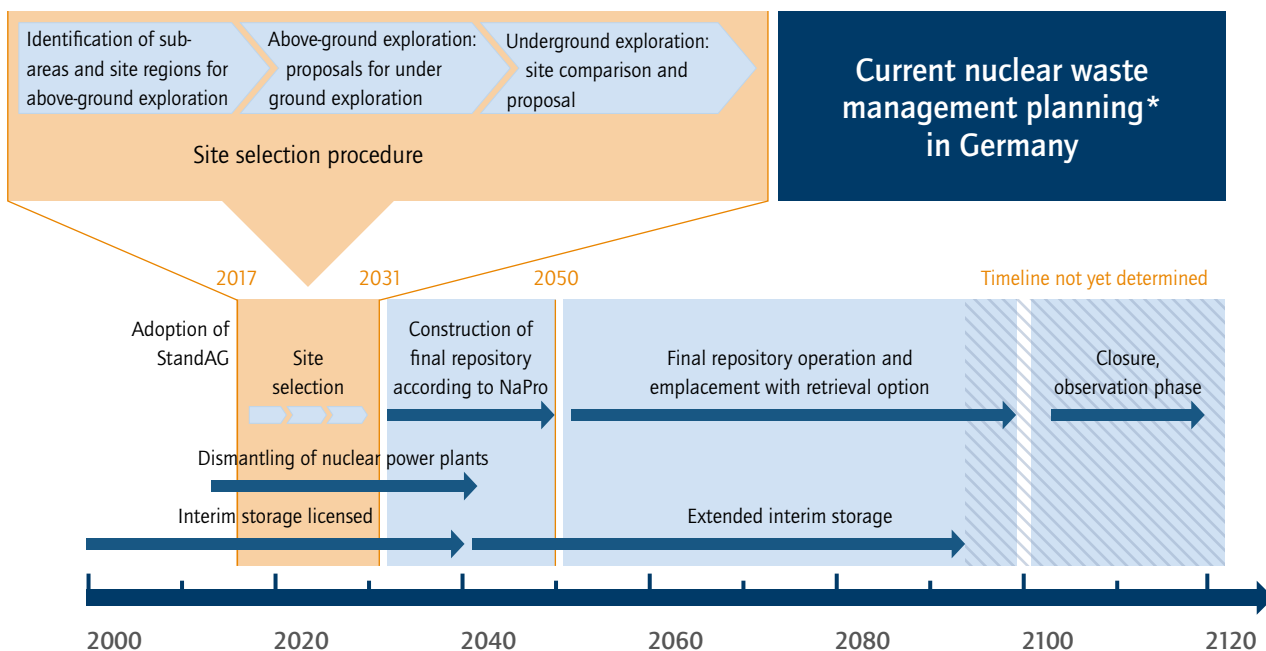 Identification of sub-
areas and site regions for
above-ground exploration
Above-ground exploration:
proposals for under
ground exploration
Underground exploration:
site comparison and
proposal
Site selection procedure
Current nuclear waste
management planning*
in Germany
2017
2031
2050
Timeline not yet determined
Adoption of
StandAG
Site
selection
Construction of
final repository
according to NaPro
Final repository operation and
emplacement with retrieval option
Closure,
observation phase
Dismantling of nuclear power plants
Interim storage licensed
Extended interim storage
2000
2020
2040
2060
2080
2100
2120